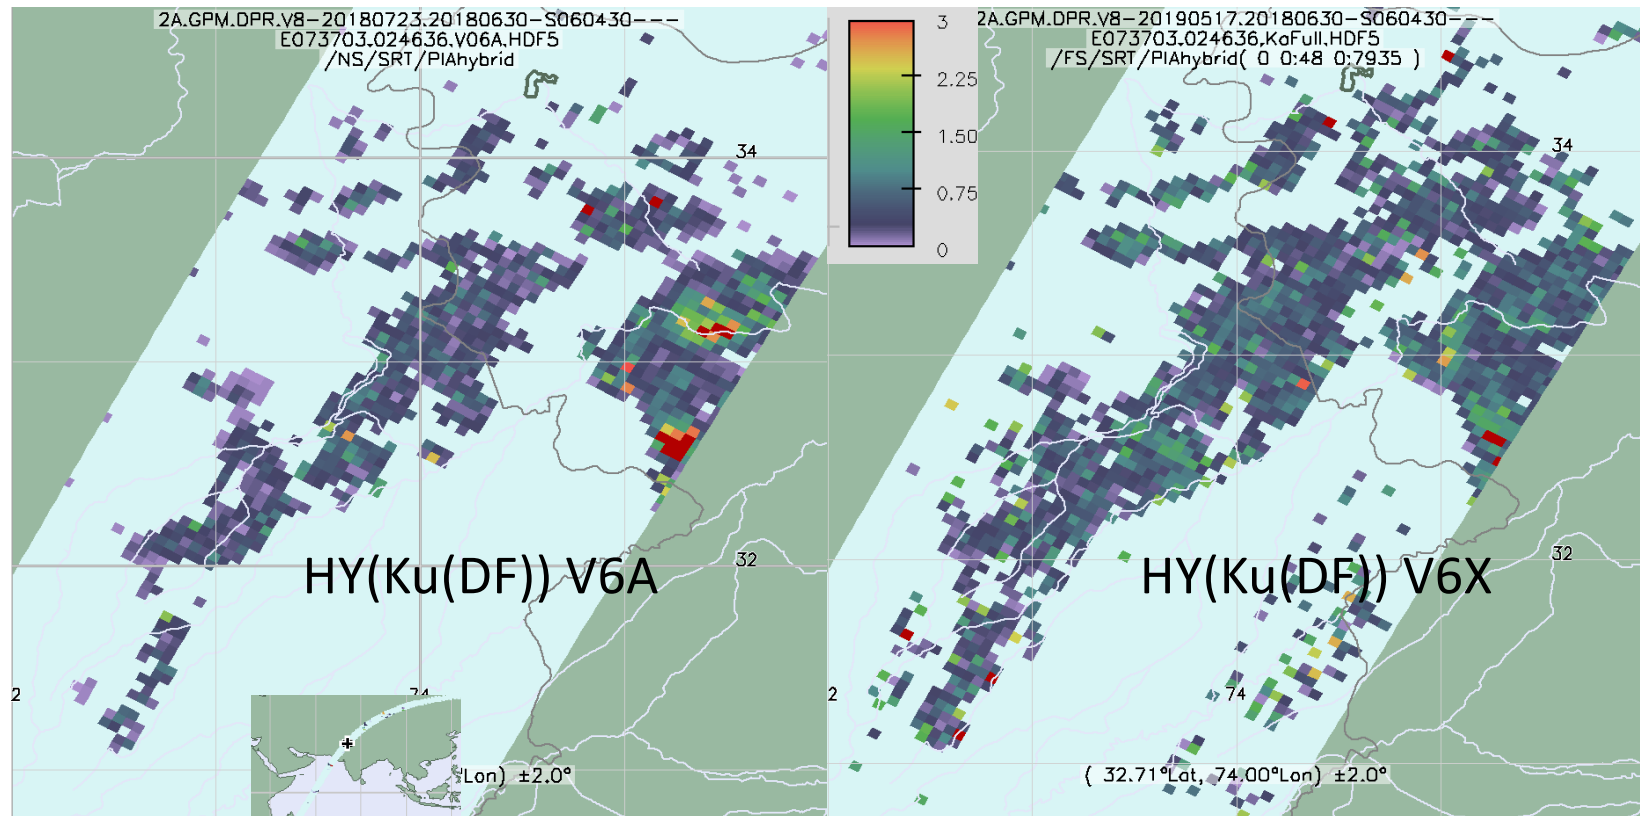 2A.GPM.DPR.V8-20180723.20180630-S060430---
E073703.024636.V06A.HDF5
/NS/SRT/PIAhybrid
3
2.25
1.50
0.75
0
2A.GPM.DPR.V8-20190517.20180630-S060430---
E073703.024636.KaFull.HDF5
/FS/SRT/PIAhybrid( 0 0:48 0:7935 )
34
34
32
32
HY(Ku(DF)) V6A
HY(Ku(DF)) V6X
2
74
2
74
°Lon) ±2.0°
( 32.71°Lat, 74.00°Lon) ±2.0°